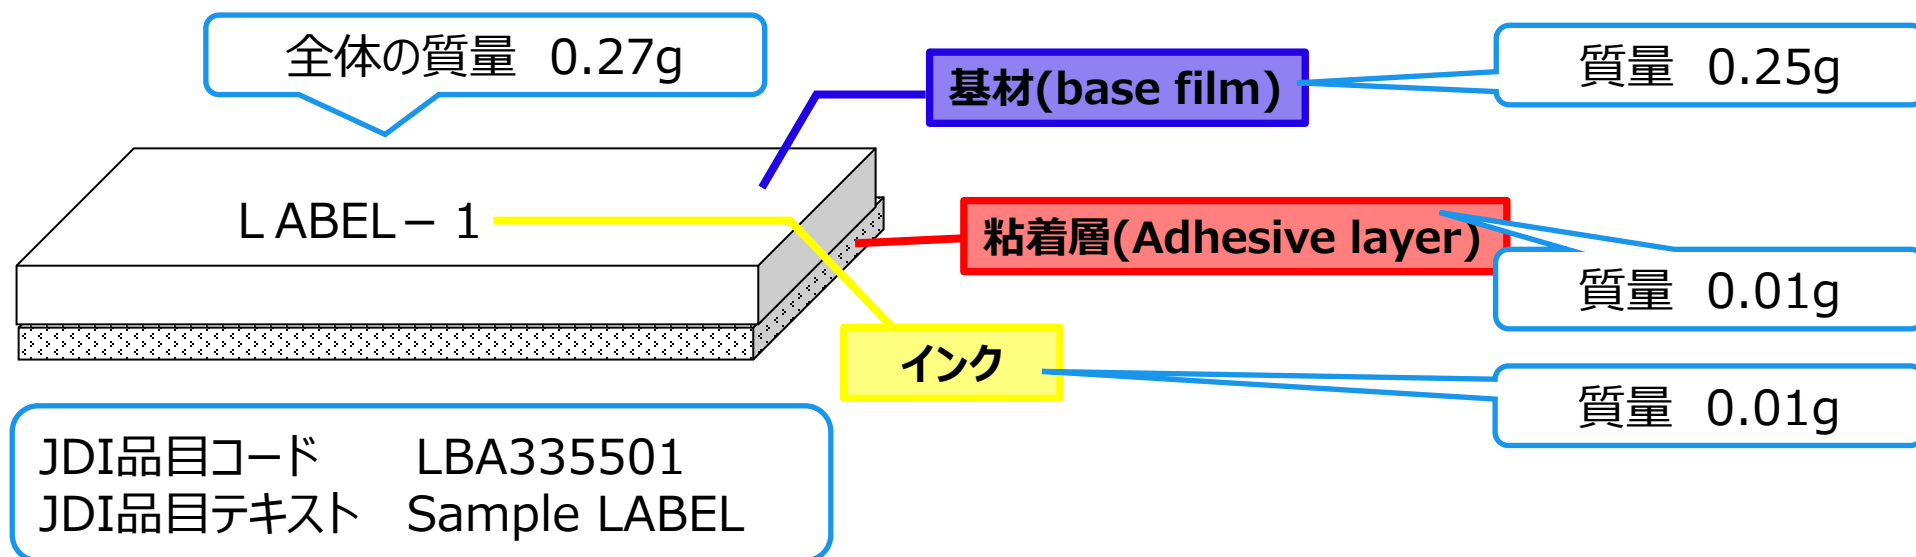 全体の質量 0.27g
基材(base film)
質量 0.25g
LABEL－1
粘着層(Adhesive layer)
質量 0.01g
インク
質量 0.01g
JDI品目コード LBA335501
JDI品目テキスト Sample LABEL